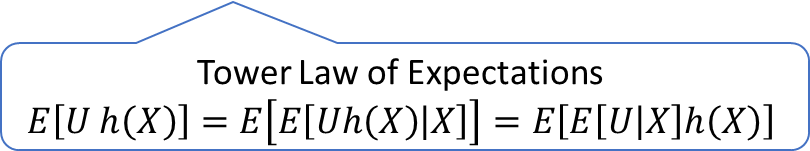 Tower Law of Expectations
E[U h(X)] = E[E[Uh(X)|X]] = E[E[U|X]h(X)]